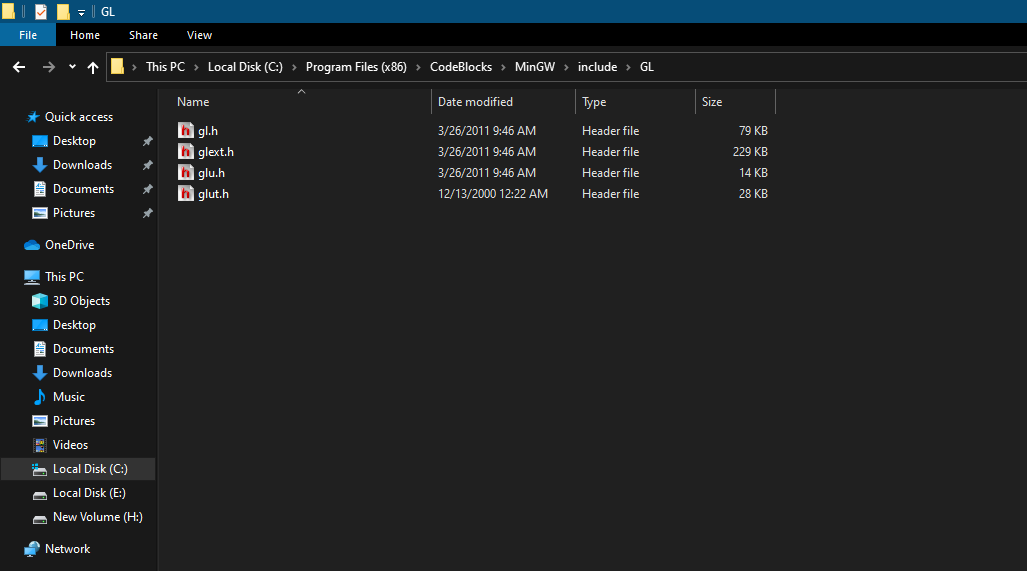 GL
File Home Share View
This PC Local Disk (C:) Program Files (x86) CodeBlocks MinGW include GL
Name Date modified Type Size
gl.h 3/26/2011 9:46 AM Header file 79 KB
glext.h 3/26/2011 9:46 AM Header file 229 KB
glu.h 3/26/2011 9:46 AM Header file 14 KB
glut.h 12/13/2000 12:22 AM Header file 28 KB
Quick access
Desktop
Downloads
Documents
Pictures
OneDrive
This PC
3D Objects
Desktop
Documents
Downloads
Music
Pictures
Videos
Local Disk (C:)
Local Disk (E:)
New Volume (H:)
Network